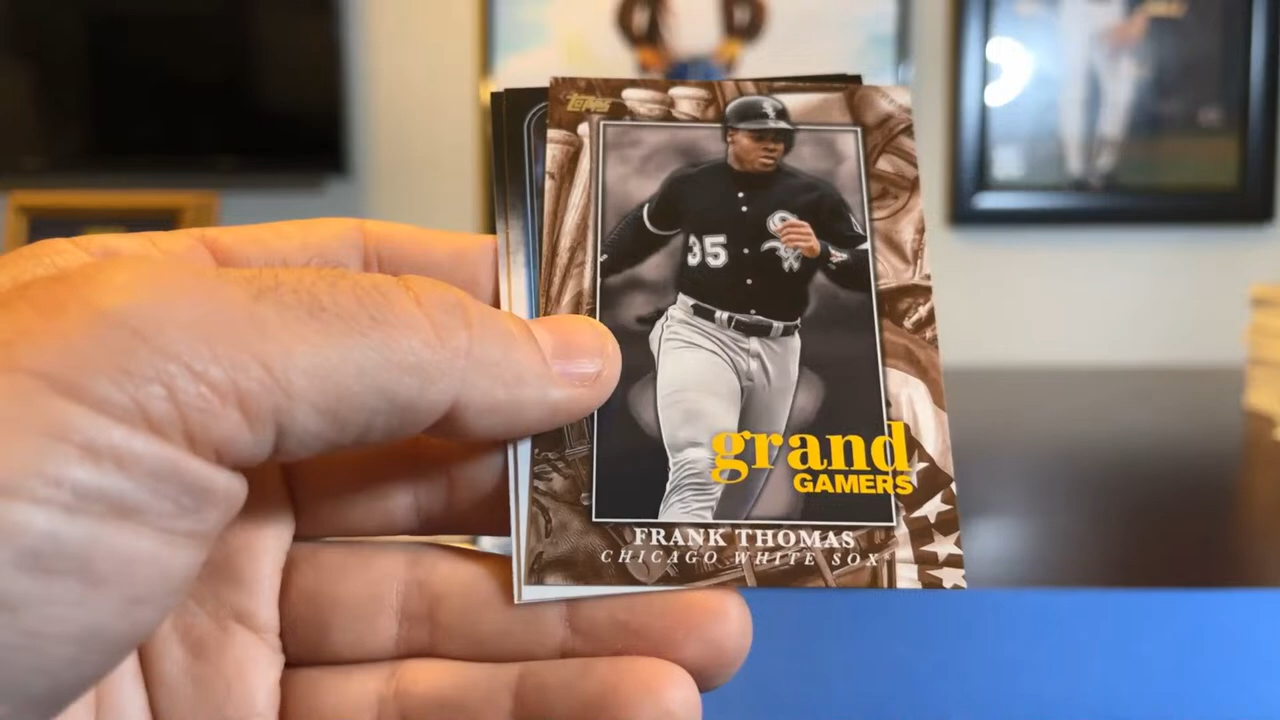 Topps
35
grand
GAMERS
FRANK THOMAS
CHICAGO WHITE SOX